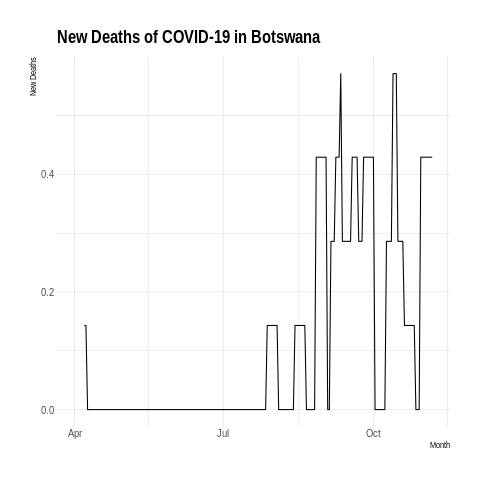 New Deaths of COVID-19 in Botswana
New Deaths
0.4
0.2
0.0
Apr Jul Oct
Month